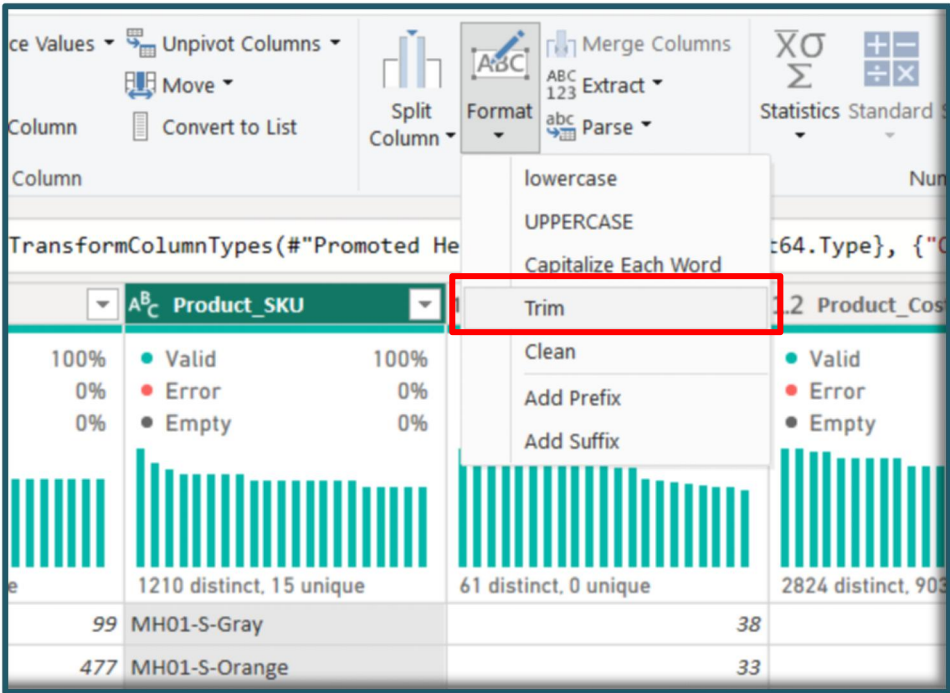 ce Values
Unpivot Columns
Move
Convert to List
Column
Column
Split
Column
ABC
Format
Merge Columns
ABC
123
Extract
abc
Parse
XΟ
Σ
Statistics
Standard
Num
lowercase
UPPERCASE
Capitalize Each Word
Trim
Clean
Add Prefix
Add Suffix
TransformColumnTypes(#"Promoted He
t64.Type}, {"C
ABC Product_SKU
1
.2 Product_Cos
100%
0%
0%
Valid 100%
Error 0%
Empty 0%
Valid
Error
Empty
e
1210 distinct, 15 unique
61 distinct, 0 unique
2824 distinct, 903
99 MH01-S-Gray 38
477 MH01-S-Orange 33